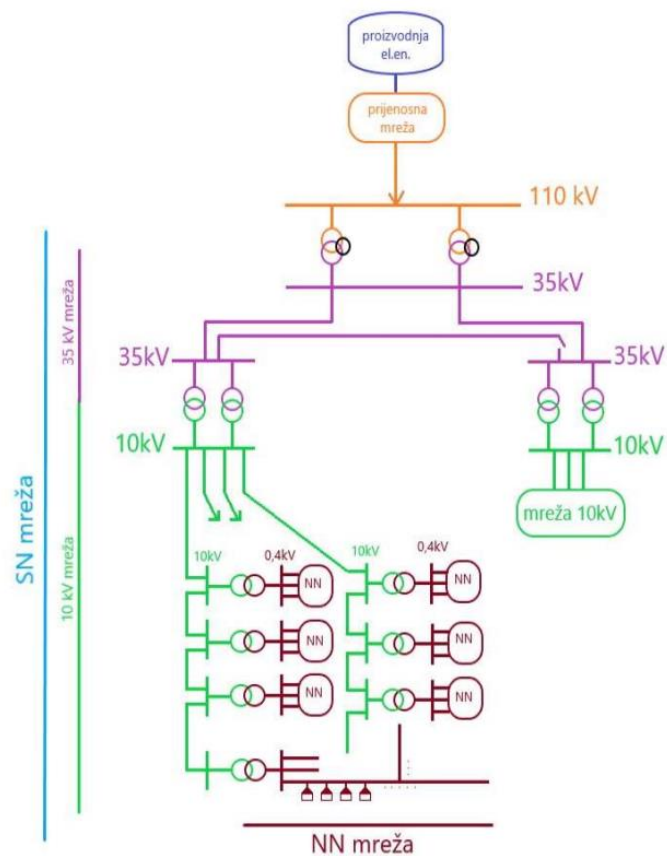 proizvodnja
el.en.
prijenosna
mreža
110 kV
35kV
35kV
35kV
10kV
10kV
mreža 10kV
SN mreža
35 kV mreža
10 kV mreža
10kV
0,4kV
10kV
0,4kV
NN
NN
NN
NN
NN
NN
NN mreža